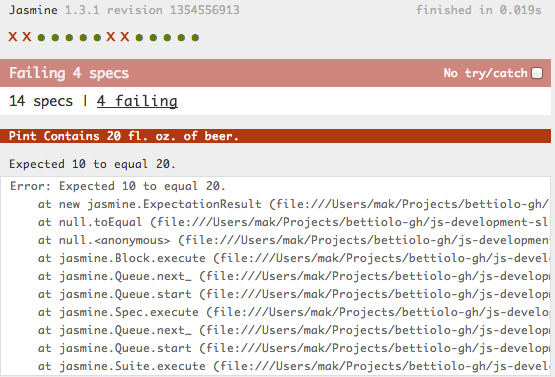 Jasmine 1.3.1 revision 1354556913 finished in 0.019s
x x ● ● ● ● ● x x ● ● ● ● ●
Failing 4 specs No try/catch
14 specs | 4 failing
Pint Contains 20 fl. oz. of beer.
Expected 10 to equal 20.
Error: Expected 10 to equal 20.
at new jasmine.ExpectationResult (file:///Users/mak/Projects/bettiolo-gh/
at null.toEqual (file:///Users/mak/Projects/bettiolo-gh/js-development-sl
at null.<anonymous> (file:///Users/mak/Projects/bettiolo-gh/js-development
at jasmine.Block.execute (file:///Users/mak/Projects/bettiolo-gh/js-devel
at jasmine.Queue.next_ (file:///Users/mak/Projects/bettiolo-gh/js-develop
at jasmine.Queue.start (file:///Users/mak/Projects/bettiolo-gh/js-develop
at jasmine.Spec.execute (file:///Users/mak/Projects/bettiolo-gh/js-develo
at jasmine.Queue.next_ (file:///Users/mak/Projects/bettiolo-gh/js-develop
at jasmine.Queue.start (file:///Users/mak/Projects/bettiolo-gh/js-develop
at jasmine.Suite.execute (file:///Users/mak/Projects/bettiolo-gh/js-devel